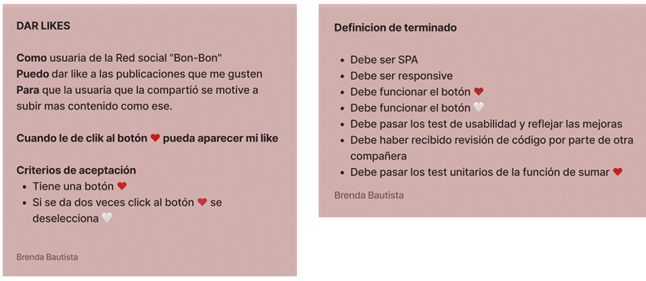 DAR LIKES
Como usuaria de la Red social "Bon-Bon"
Puedo dar like a las publicaciones que me gusten
Para que la usuaria que la compartió se motive a
subir mas contenido como ese.
Cuando le de clik al botón ❤️ pueda aparecer mi like
Criterios de aceptación
• Tiene una botón ❤️
• Si se da dos veces click al botón ❤️ se
deselecciona 🤍
Brenda Bautista
Definicion de terminado
• Debe ser SPA
• Debe ser responsive
• Debe funcionar el botón ❤️
• Debe funcionar el botón 🤍
• Debe pasar los test de usabilidad y reflejar las mejoras
• Debe haber recibido revisión de código por parte de otra
compañera
• Debe pasar los test unitarios de la función de sumar ❤️
Brenda Bautista